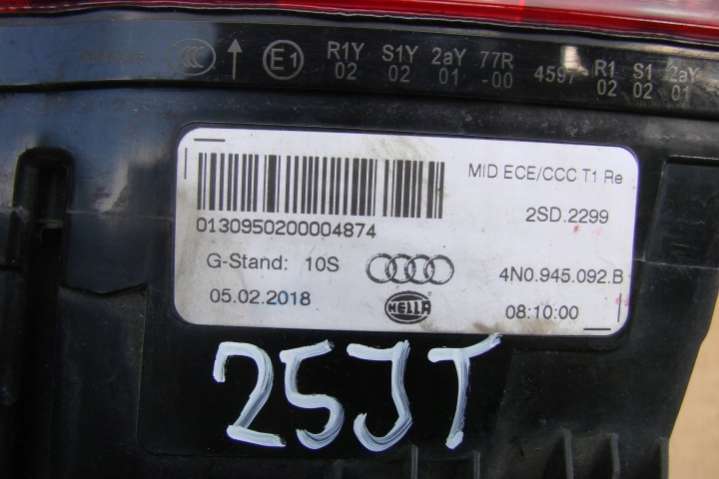 CCC E1 R1Y S1Y 2aY 77R 4597 R1 S1 2aY
02 02 01 -00 02 02 01
MID ECE/CCC T1 Re
0130950200004874
2SD.2299
G-Stand: 10S
4N0.945.092.B
05.02.2018
HELLA
08:10:00
25JT